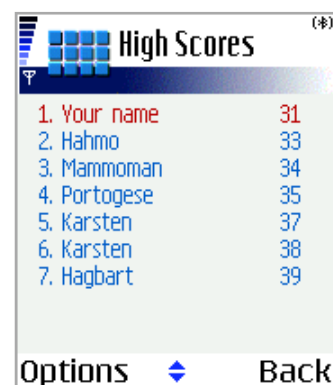 High Scores
1. Your name 31
2. Hahmo 33
3. Mammoman 34
4. Portogese 35
5. Karsten 37
6. Karsten 38
7. Hagbart 39
Options Back